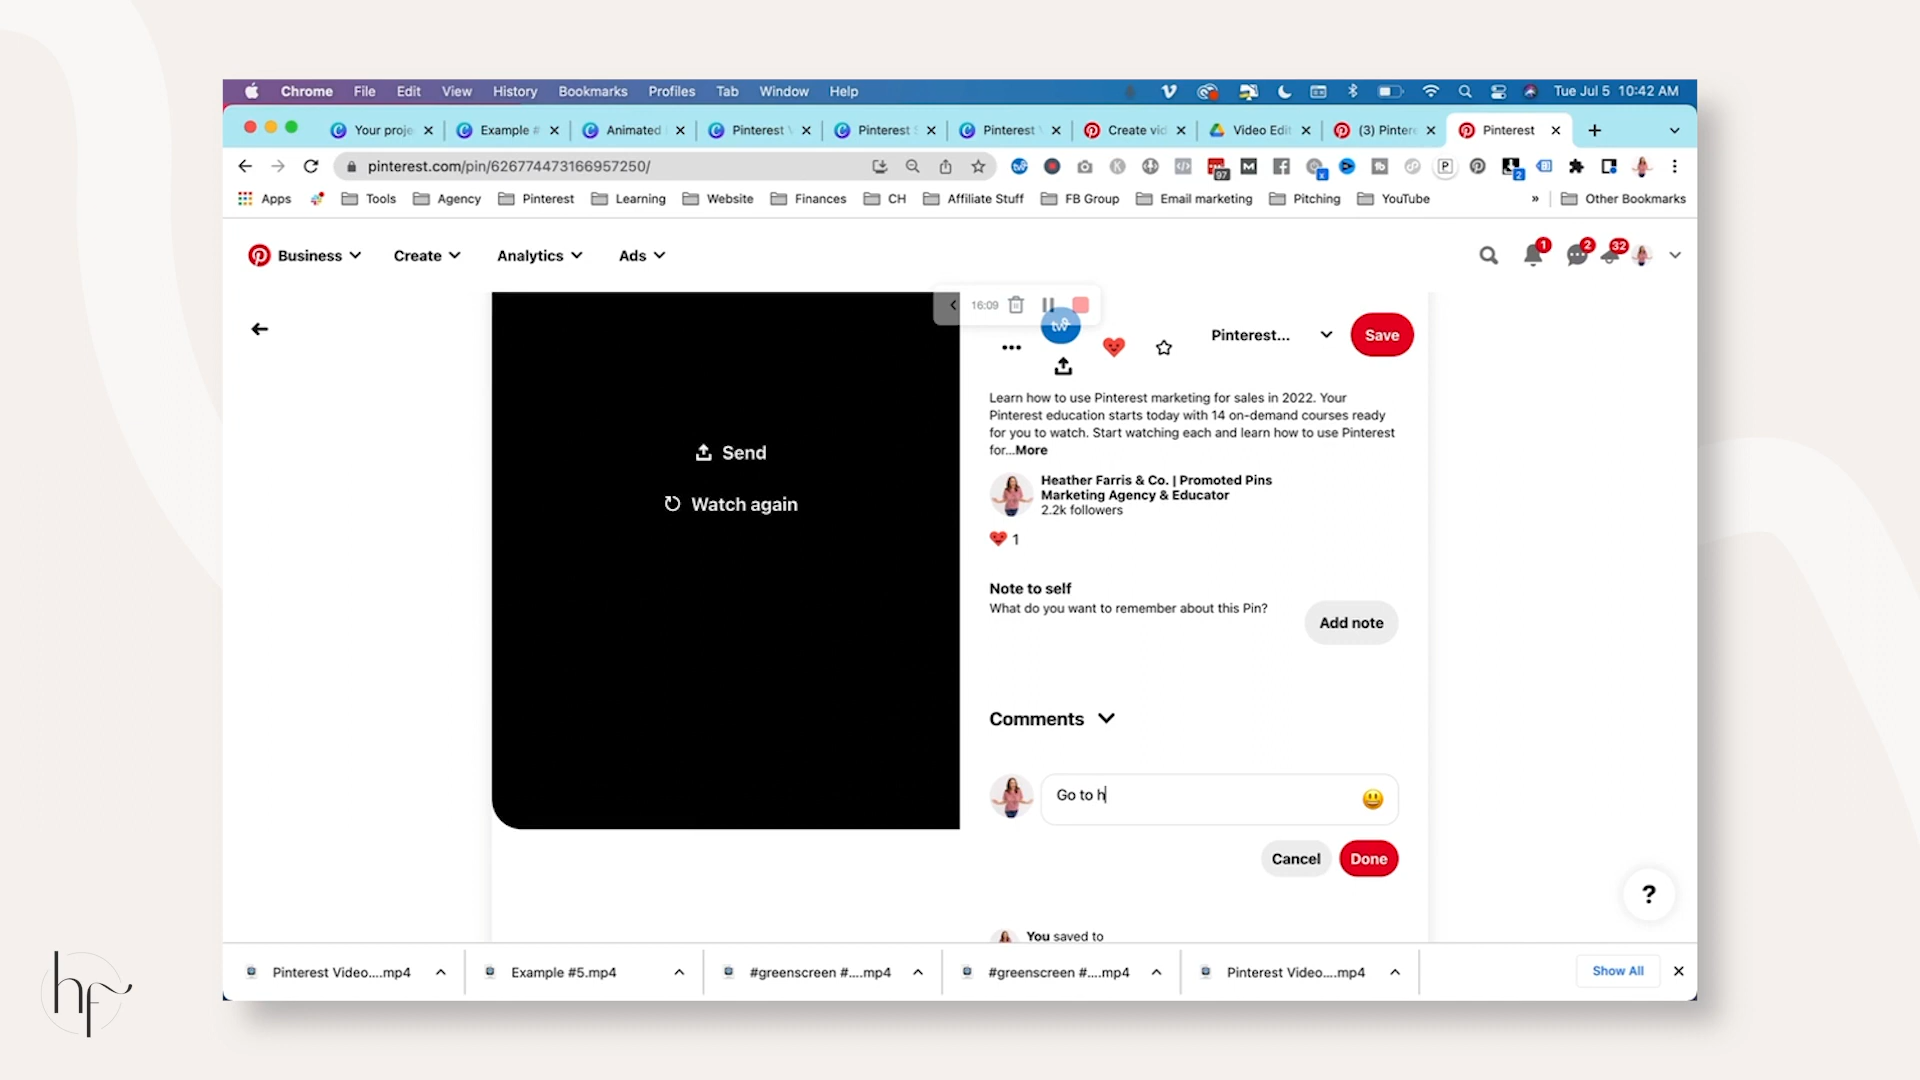 Chrome File Edit View History Bookmarks Profiles Tab Window Help Tue Jul 5 10:42 AM
Your proje Example # Animated Pinterest V Pinterest S Pinterest V Create vid Video Edit (3) Pinter Pinterest
pinterest.com/pin/626774473166957250/ 97 x 2
Apps Tools Agency Pinterest Learning Website Finances CH Affiliate Stuff FB Group Email marketing Pitching YouTube » Other Bookmarks
Business Create Analytics Ads 1 2 32
16:09
tw
Pinterest... Save
Learn how to use Pinterest marketing for sales in 2022. Your
Pinterest education starts today with 14 on-demand courses ready
for you to watch. Start watching each and learn how to use Pinterest
for...More
Send
Watch again
Heather Farris & Co. | Promoted Pins
Marketing Agency & Educator
2.2k followers
1
Note to self
What do you want to remember about this Pin?
Add note
Comments
Go to h
Cancel Done
?
You saved to
Pinterest Video....mp4 Example #5.mp4 #greenscreen #....mp4 #greenscreen #....mp4 Pinterest Video....mp4 Show All
hf